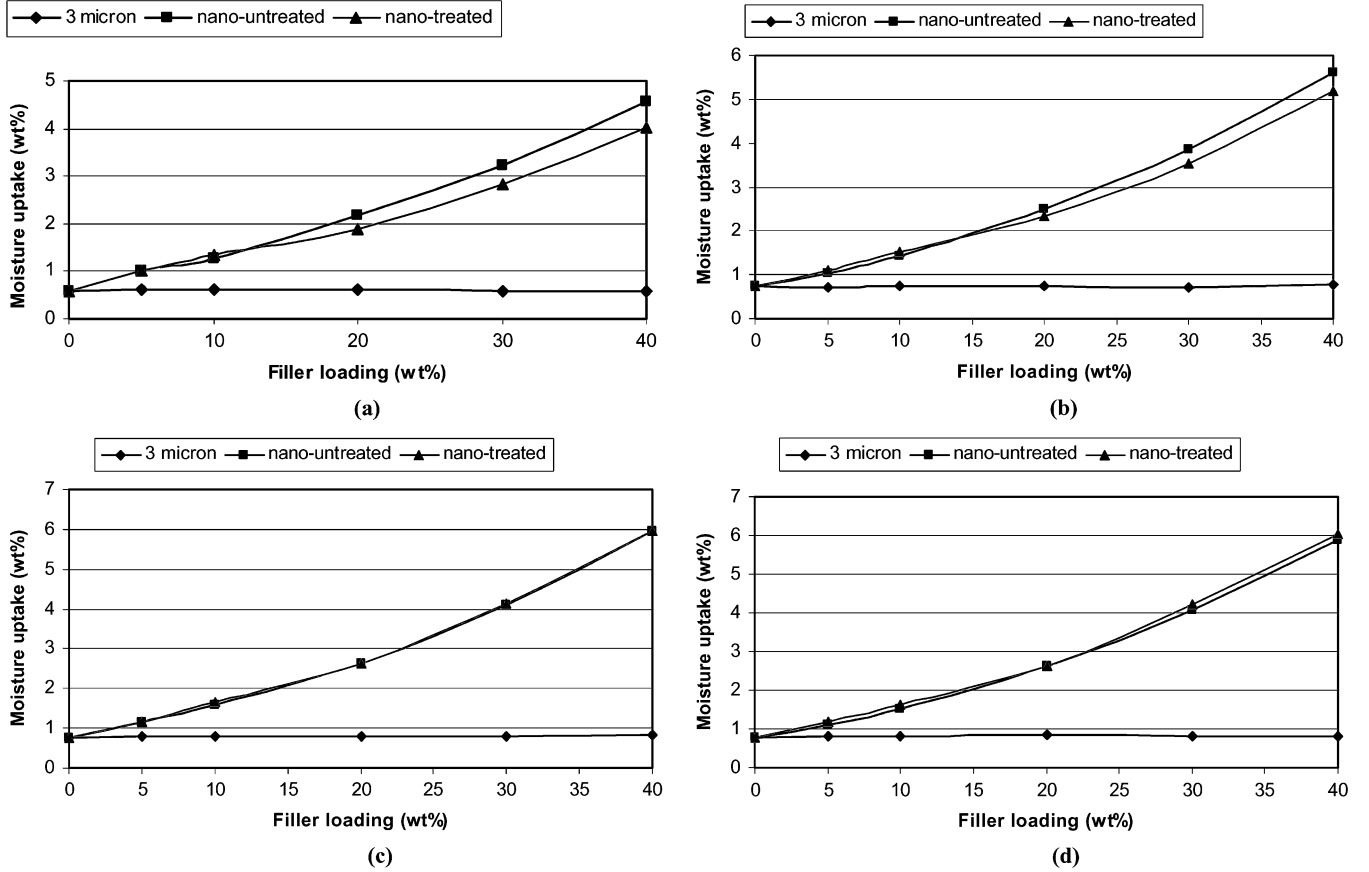 3 micron nano-untreated nano-treated
5
4
3
2
1
0
Moisture uptake (wt%)
0 10 20 30 40
Filler loading (wt%)
(a)
3 micron nano-untreated nano-treated
6
5
4
3
2
1
0
Moisture uptake (wt%)
0 5 10 15 20 25 30 35 40
Filler loading (wt%)
(b)
3 micron nano-untreated nano-treated
7
6
5
4
3
2
1
0
Moisture uptake (wt%)
0 5 10 15 20 25 30 35 40
Filler loading (wt%)
(c)
3 micron nano-untreated nano-treated
7
6
5
4
3
2
1
0
Moisture uptake (wt%)
0 5 10 15 20 25 30 35 40
Filler loading (wt%)
(d)